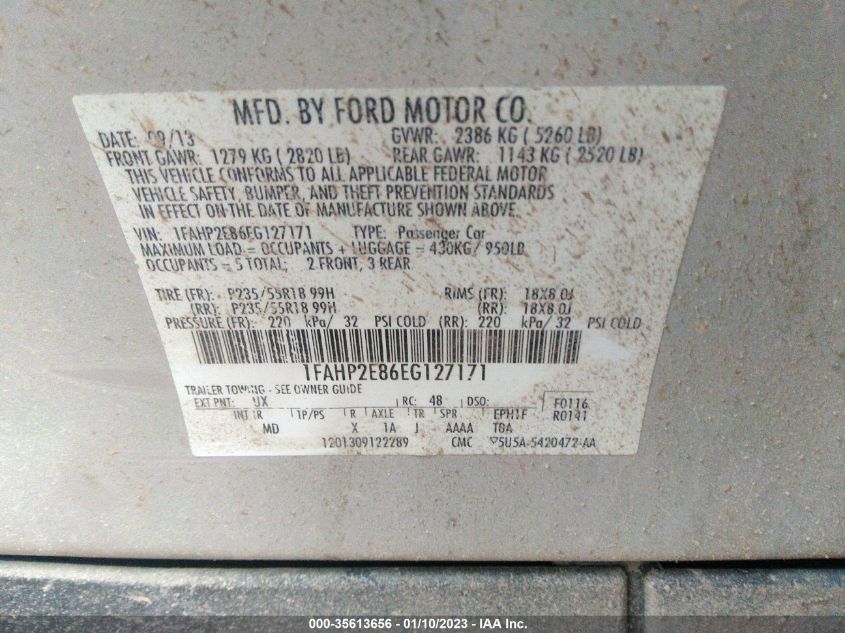 MFD. BY FORD MOTOR CO.
DATE: 09/13 GVWR: 2386 KG ( 5260 LB)
FRONT GAWR: 1279 KG ( 2820 LB) REAR GAWR: 1143 KG ( 2520 LB)
THIS VEHICLE CONFORMS TO ALL APPLICABLE FEDERAL MOTOR
VEHICLE SAFETY, BUMPER, AND THEFT PREVENTION STANDARDS
IN EFFECT ON THE DATE OF MANUFACTURE SHOWN ABOVE.
VIN: 1FAHP2E86EG127171 TYPE: Passenger Car
MAXIMUM LOAD = OCCUPANTS + LUGGAGE = 430KG/ 950LB
OCCUPANTS = 5 TOTAL; 2 FRONT, 3 REAR
TIRE (FR): P235/55R18 99H RIMS (FR): 18X8.0J
(RR): P235/55R18 99H (RR): 18X8.0J
PRESSURE (FR): 220 kPa/ 32 PSI COLD (RR): 220 kPa/ 32 PSI COLD
1FAHP2E86EG127171
TRAILER TOWING - SEE OWNER GUIDE
EXT PNT: UX RC: 48 DSO: F0116
INT TR TP/PS R AXLE TR SPR R0141
MD X 1A J AAAA
1201309122289 CMC 5U5A-5420472-AA
000-35613656 - 01/10/2023 - IAA Inc.